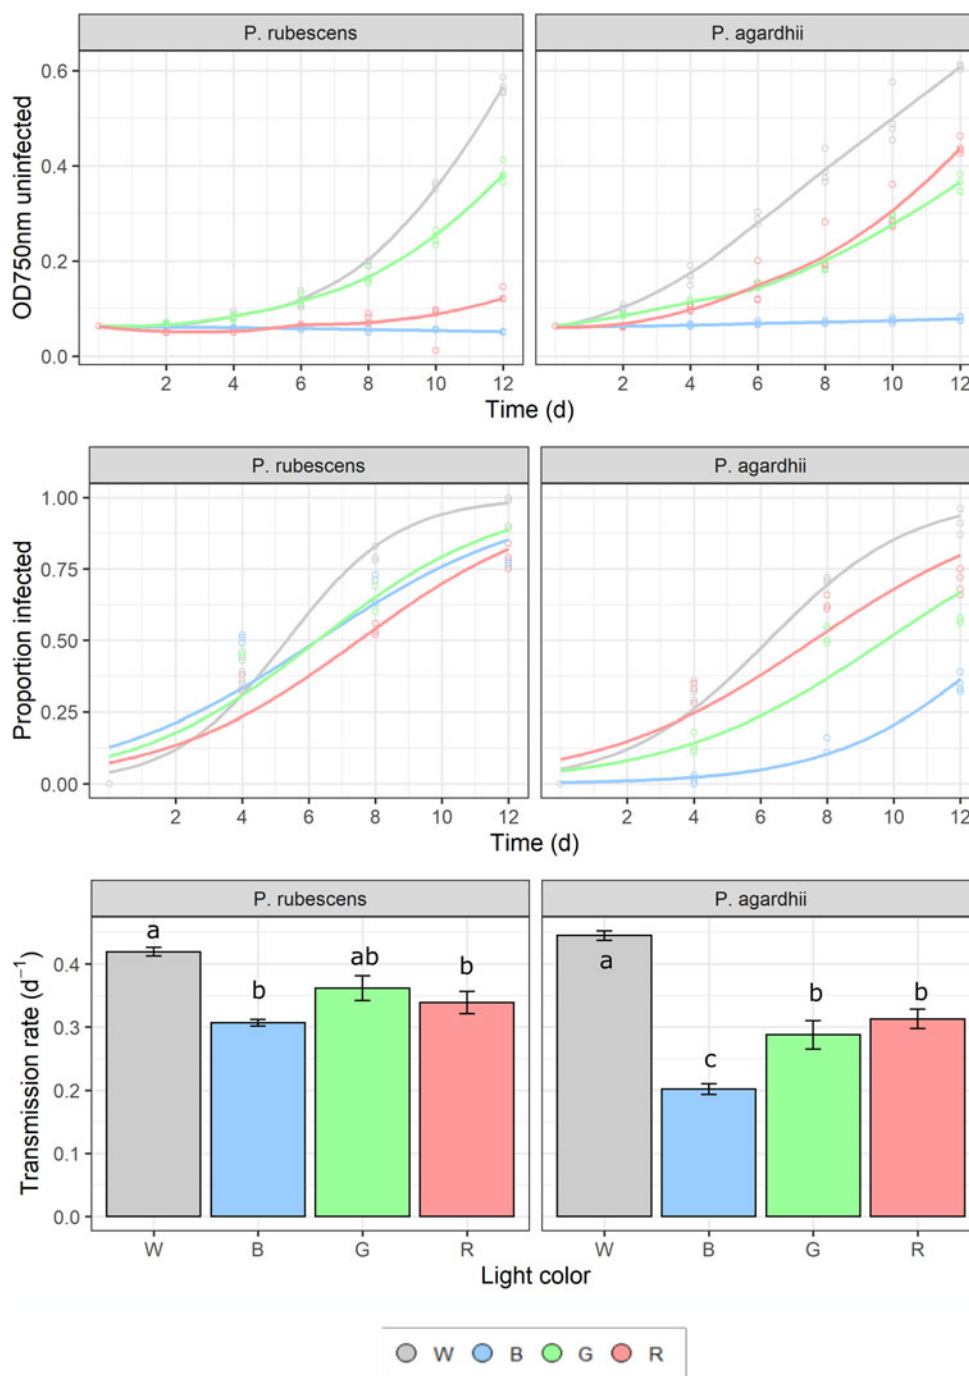 P. rubescens P. agardhii
OD750nm uninfected
0.6
0.4
0.2
0.0
2 4 6 8 10 12 2 4 6 8 10 12
Time (d)
P. rubescens P. agardhii
Proportion infected
1.00
0.75
0.50
0.25
0.00
2 4 6 8 10 12 2 4 6 8 10 12
Time (d)
P. rubescens P. agardhii
Transmission rate (d⁻¹)
0.4
0.3
0.2
0.1
0.0
a b ab b a c b b
W B G R W B G R
Light color
W B G R